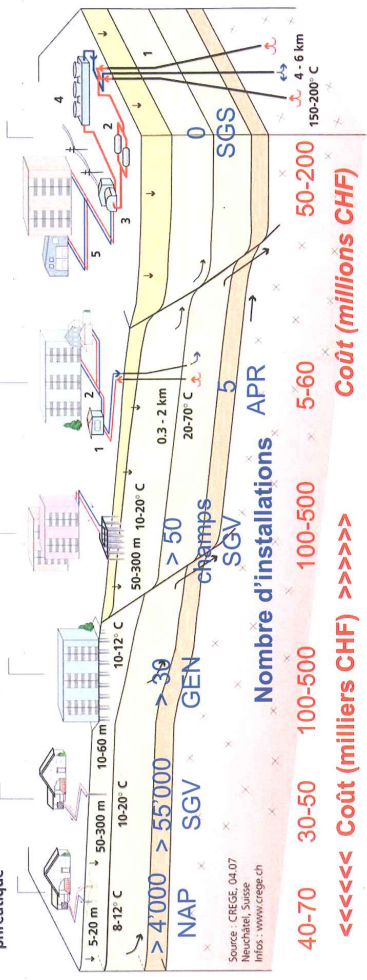 phréatique
5-20 m
8-12° C
50-300 m
10-20° C
10-60 m
10-12° C
50-300 m 10-20° C
0.3 - 2 km
20-70° C
1
2
1
2
3
4
5
4 - 6 km
150-200° C
> 4'000 > 55'000 > 30 > 50 5 0
champs
NAP SGV GEN SGV APR SGS
Nombre d'installations
Source : CREGE, 04.07
Neuchâtel, Suisse
Infos : www.crege.ch
40-70 30-50 100-500 100-500 5-60 50-200
<<<<<< Coût (milliers CHF) >>>>>> Coût (millions CHF)